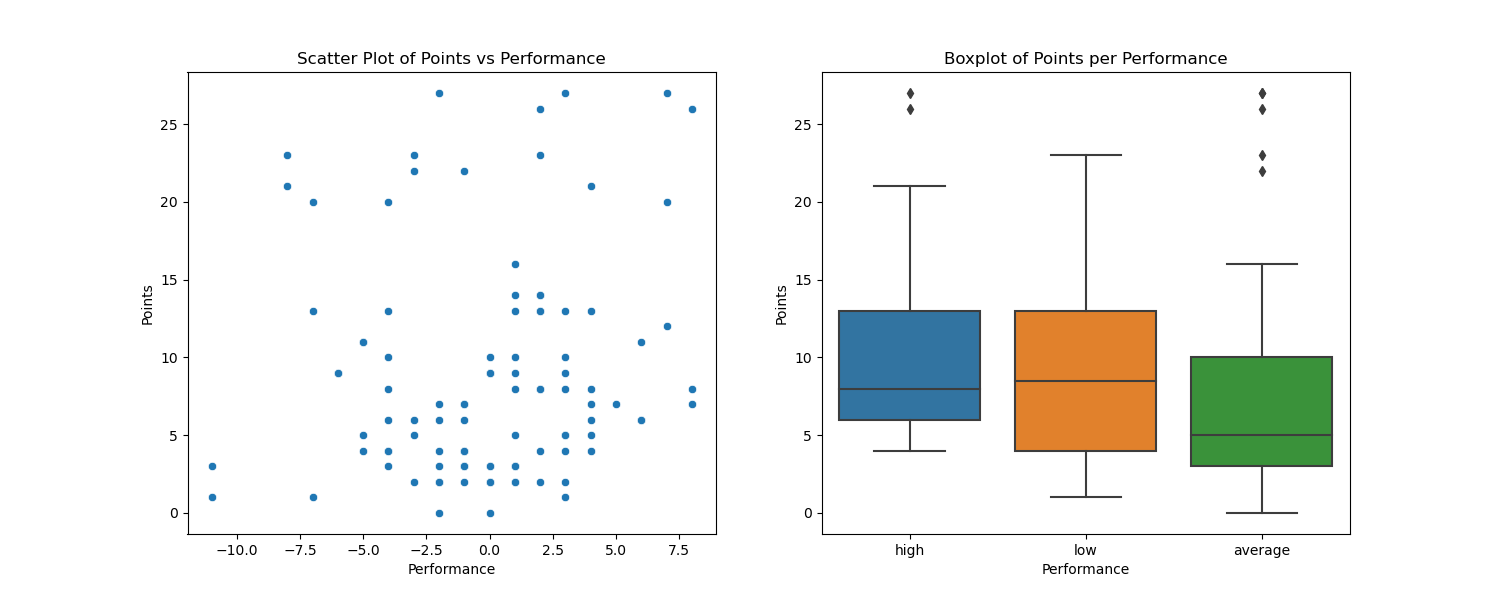 Scatter Plot of Points vs Performance
25
20
15
10
5
0
Points
−10.0 −7.5 −5.0 −2.5 0.0 2.5 5.0 7.5
Performance
Boxplot of Points per Performance
25
20
15
10
5
0
Points
high low average
Performance